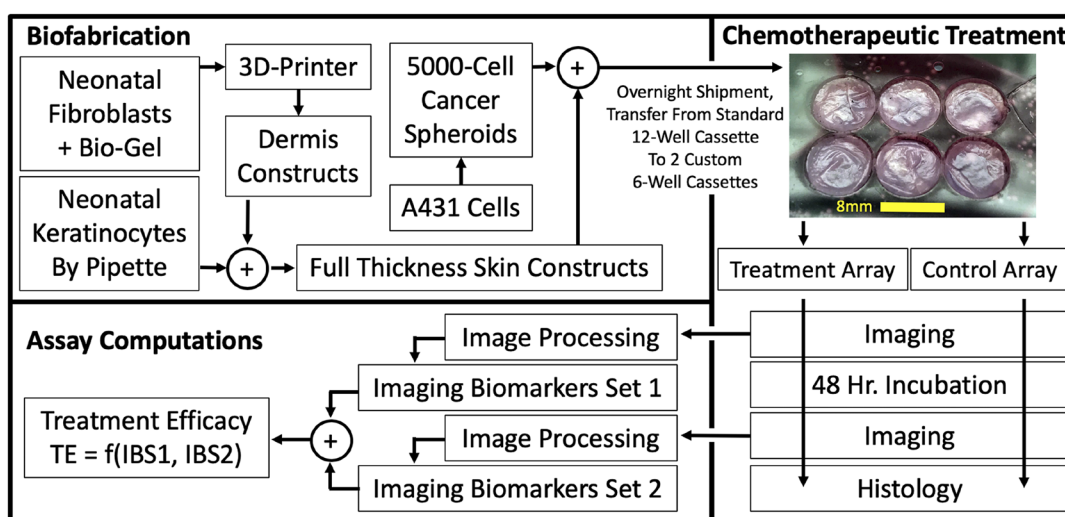 Biofabrication
Neonatal
Fibroblasts
+ Bio-Gel
3D-Printer
Dermis
Constructs
5000-Cell
Cancer
Spheroids
A431 Cells
+
Neonatal
Keratinocytes
By Pipette
+
Full Thickness Skin Constructs
Overnight Shipment,
Transfer From Standard
12-Well Cassette
To 2 Custom
6-Well Cassettes
Chemotherapeutic Treatment
8mm
Treatment Array
Control Array
Imaging
48 Hr. Incubation
Imaging
Histology
Assay Computations
Image Processing
Imaging Biomarkers Set 1
Image Processing
Imaging Biomarkers Set 2
+
Treatment Efficacy
TE = f(IBS1, IBS2)